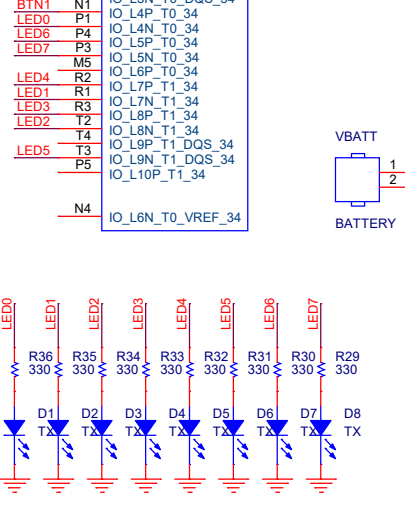 BTN1 N1 IO_L4P_T0_34
LED0 P1 IO_L4N_T0_34
LED6 P4 IO_L5P_T0_34
LED7 P3 IO_L5N_T0_34
M5 IO_L6P_T0_34
LED4 R2 IO_L7P_T1_34
LED1 R1 IO_L7N_T1_34
LED3 R3 IO_L8P_T1_34
LED2 T2 IO_L8N_T1_34
T4 IO_L9P_T1_DQS_34
LED5 T3 IO_L9N_T1_DQS_34
P5 IO_L10P_T1_34
N4 IO_L6N_T0_VREF_34
VBATT
1
2
BATTERY
LED0 LED1 LED2 LED3 LED4 LED5 LED6 LED7
R36 R35 R34 R33 R32 R31 R30 R29
330 330 330 330 330 330 330 330
D1 D2 D3 D4 D5 D6 D7 D8
TX TX TX TX TX TX TX TX